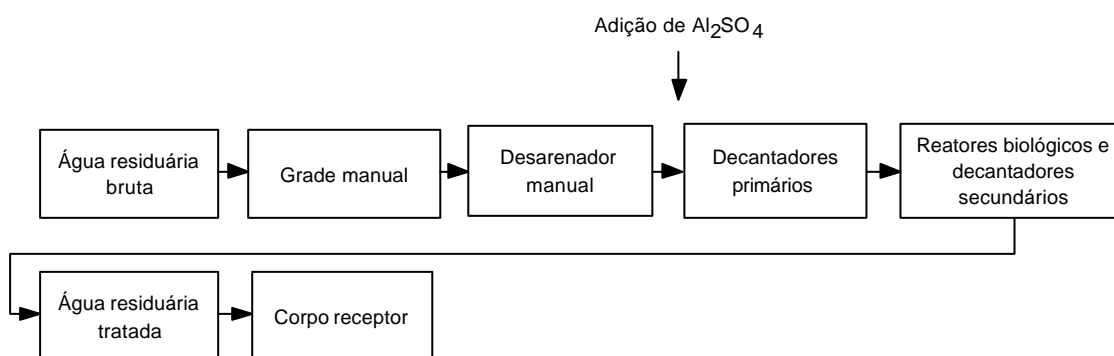 Adição de Al2SO4
Água residuária
bruta
Grade manual
Desarenador
manual
Decantadores
primários
Reatores biológicos e
decantadores
secundários
Água residuária
tratada
Corpo receptor